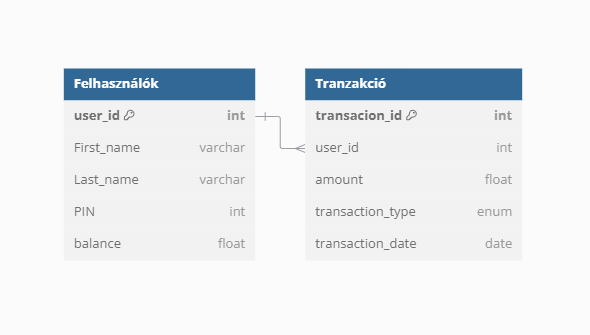 Felhasználók
user_id int
First_name varchar
Last_name varchar
PIN int
balance float
Tranzakció
transacion_id int
user_id int
amount float
transaction_type enum
transaction_date date